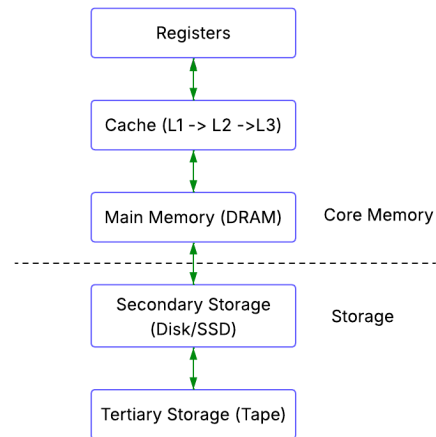 Registers
Cache (L1 -> L2 ->L3)
Main Memory (DRAM)
Core Memory
Secondary Storage
(Disk/SSD)
Storage
Tertiary Storage (Tape)